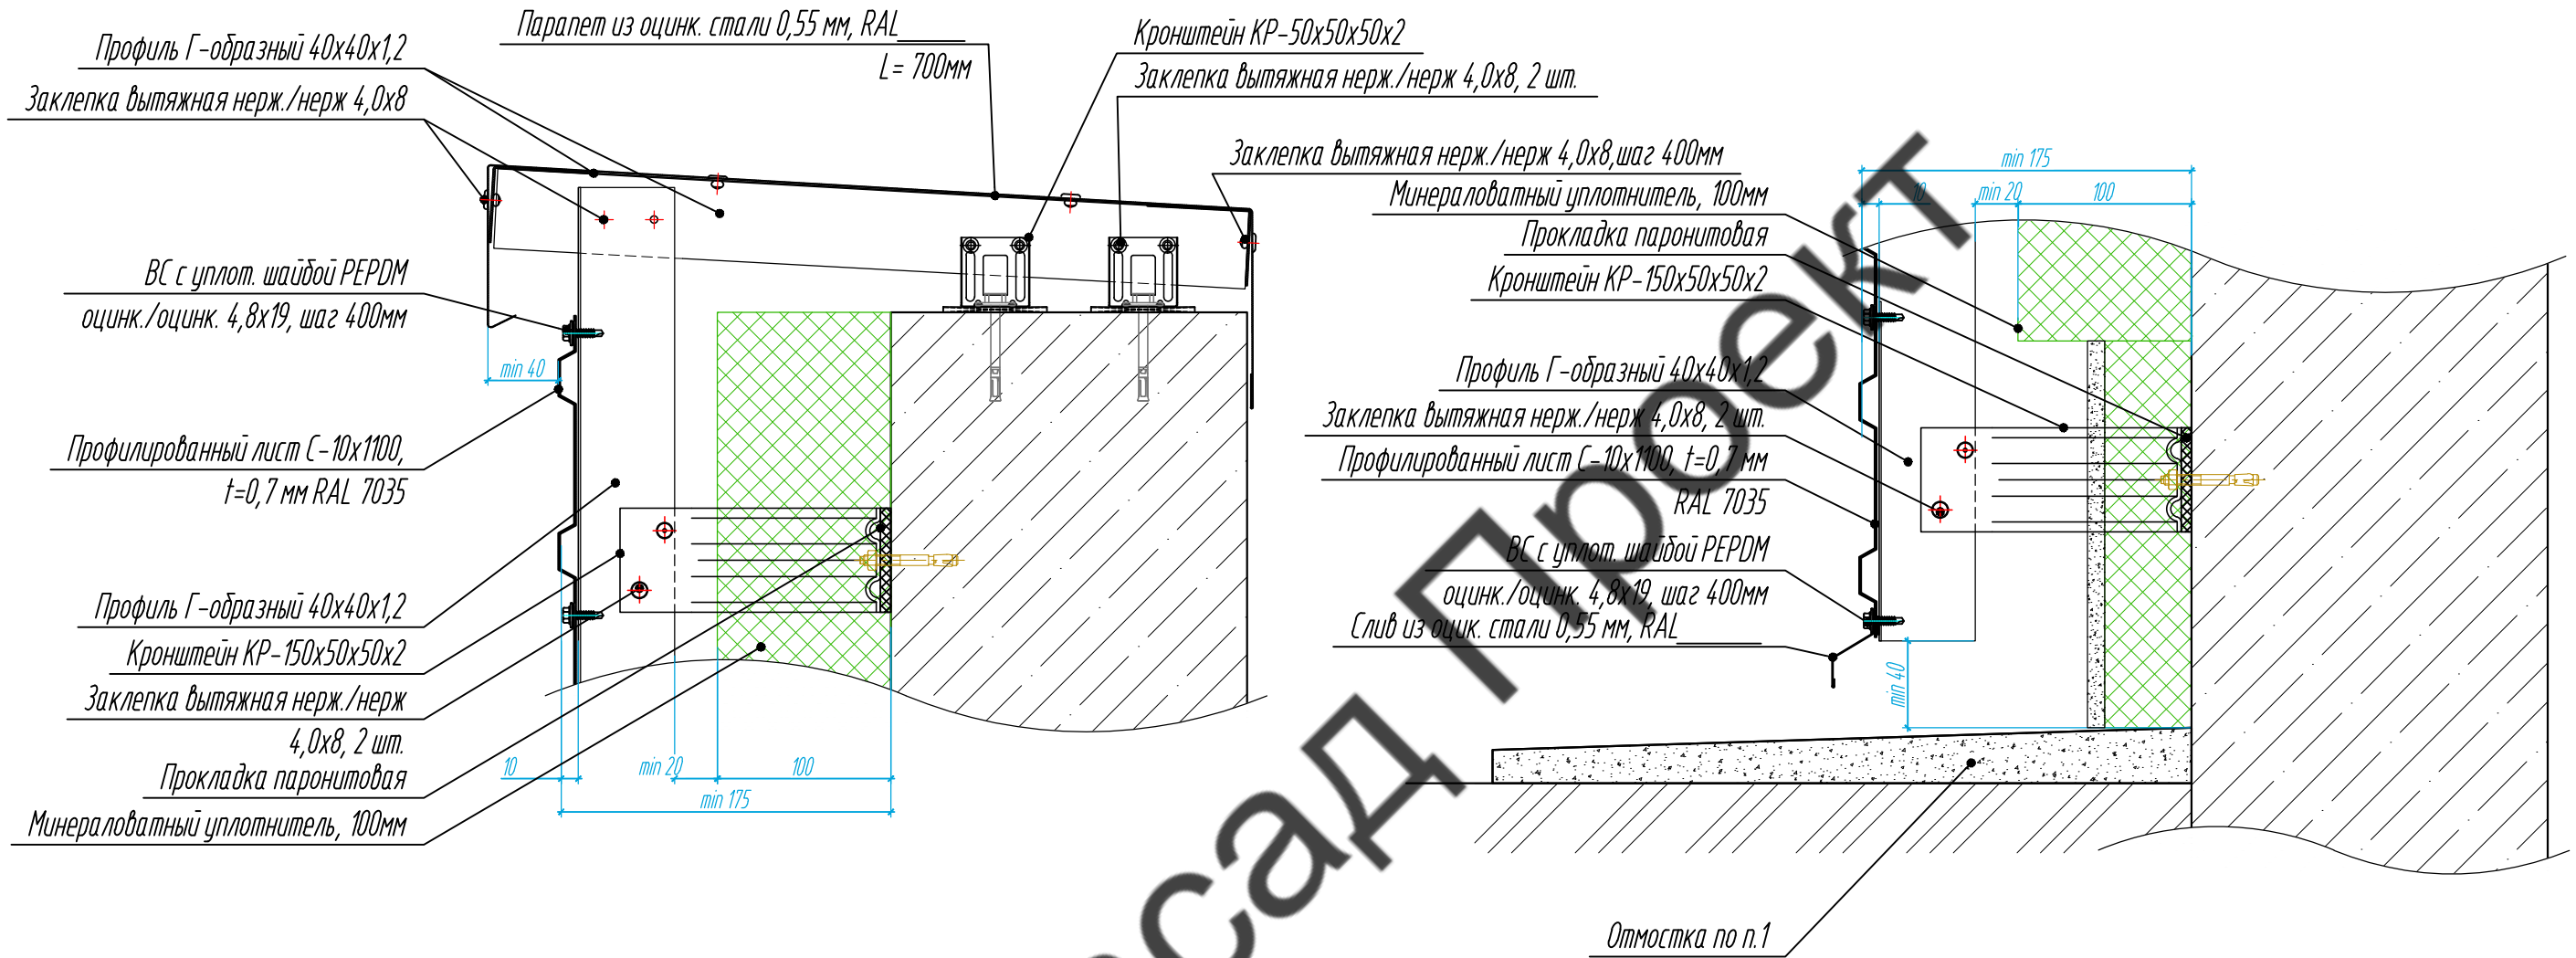 Парапет из оцинк. стали 0,55 мм, RAL
L= 700мм
Профиль Г-образный 40х40х1,2
Заклепка вытяжная нерж./нерж 4,0х8
ВС с уплот. шайбой PEPDM
оцинк./оцинк. 4,8х19, шаг 400мм
min 40
Профилированный лист С-10х1100,
t=0,7 мм RAL 7035
Профиль Г-образный 40х40х1,2
Кронштейн КР-150х50х50х2
Заклепка вытяжная нерж./нерж
4,0х8, 2 шт.
Прокладка паронитовая
Минераловатный уплотнитель, 100мм
10
min 20
100
min 175
Кронштейн КР-50х50х50х2
Заклепка вытяжная нерж./нерж 4,0х8, 2 шт.
Заклепка вытяжная нерж./нерж 4,0х8,шаг 400мм
Минераловатный уплотнитель, 100мм
Прокладка паронитовая
Кронштейн КР-150х50х50х2
Профиль Г-образный 40х40х1,2
Заклепка вытяжная нерж./нерж 4,0х8, 2 шт.
Профилированный лист С-10х1100, t=0,7 мм
RAL 7035
ВС с уплот. шайбой PEPDM
оцинк./оцинк. 4,8х19, шаг 400мм
Слив из оцик. стали 0,55 мм, RAL
min 175
10
min 20
100
min 40
Отмостка по п.1
сад Проект